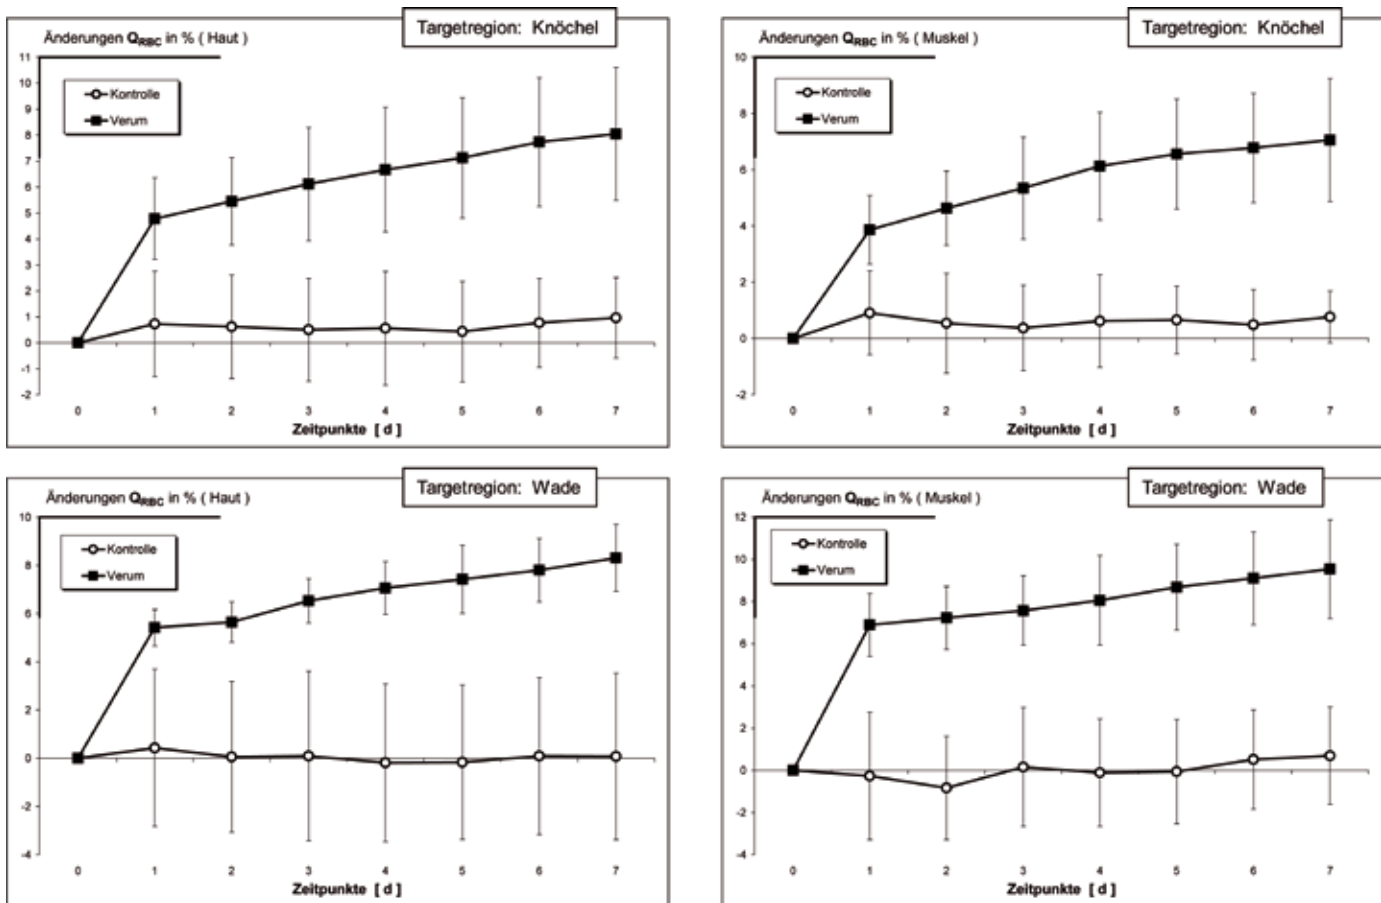 Targetregion: Knöchel
Änderungen QRBC in % ( Haut )
11
10
9
8
7
6
5
4
3
2
1
0
-1
-2
Kontrolle
Verum
0 1 2 3 4 5 6 7
Zeitpunkte [ d ]
Targetregion: Knöchel
Änderungen QRBC in % ( Muskel )
10
8
6
4
2
0
-2
Kontrolle
Verum
0 1 2 3 4 5 6 7
Zeitpunkte [ d ]
Targetregion: Wade
Änderungen QRBC in % ( Haut )
10
8
6
4
2
0
-2
-4
Kontrolle
Verum
0 1 2 3 4 5 6 7
Zeitpunkte [ d ]
Targetregion: Wade
Änderungen QRBC in % ( Muskel )
12
10
8
6
4
2
0
-2
-4
Kontrolle
Verum
0 1 2 3 4 5 6 7
Zeitpunkte [ d ]